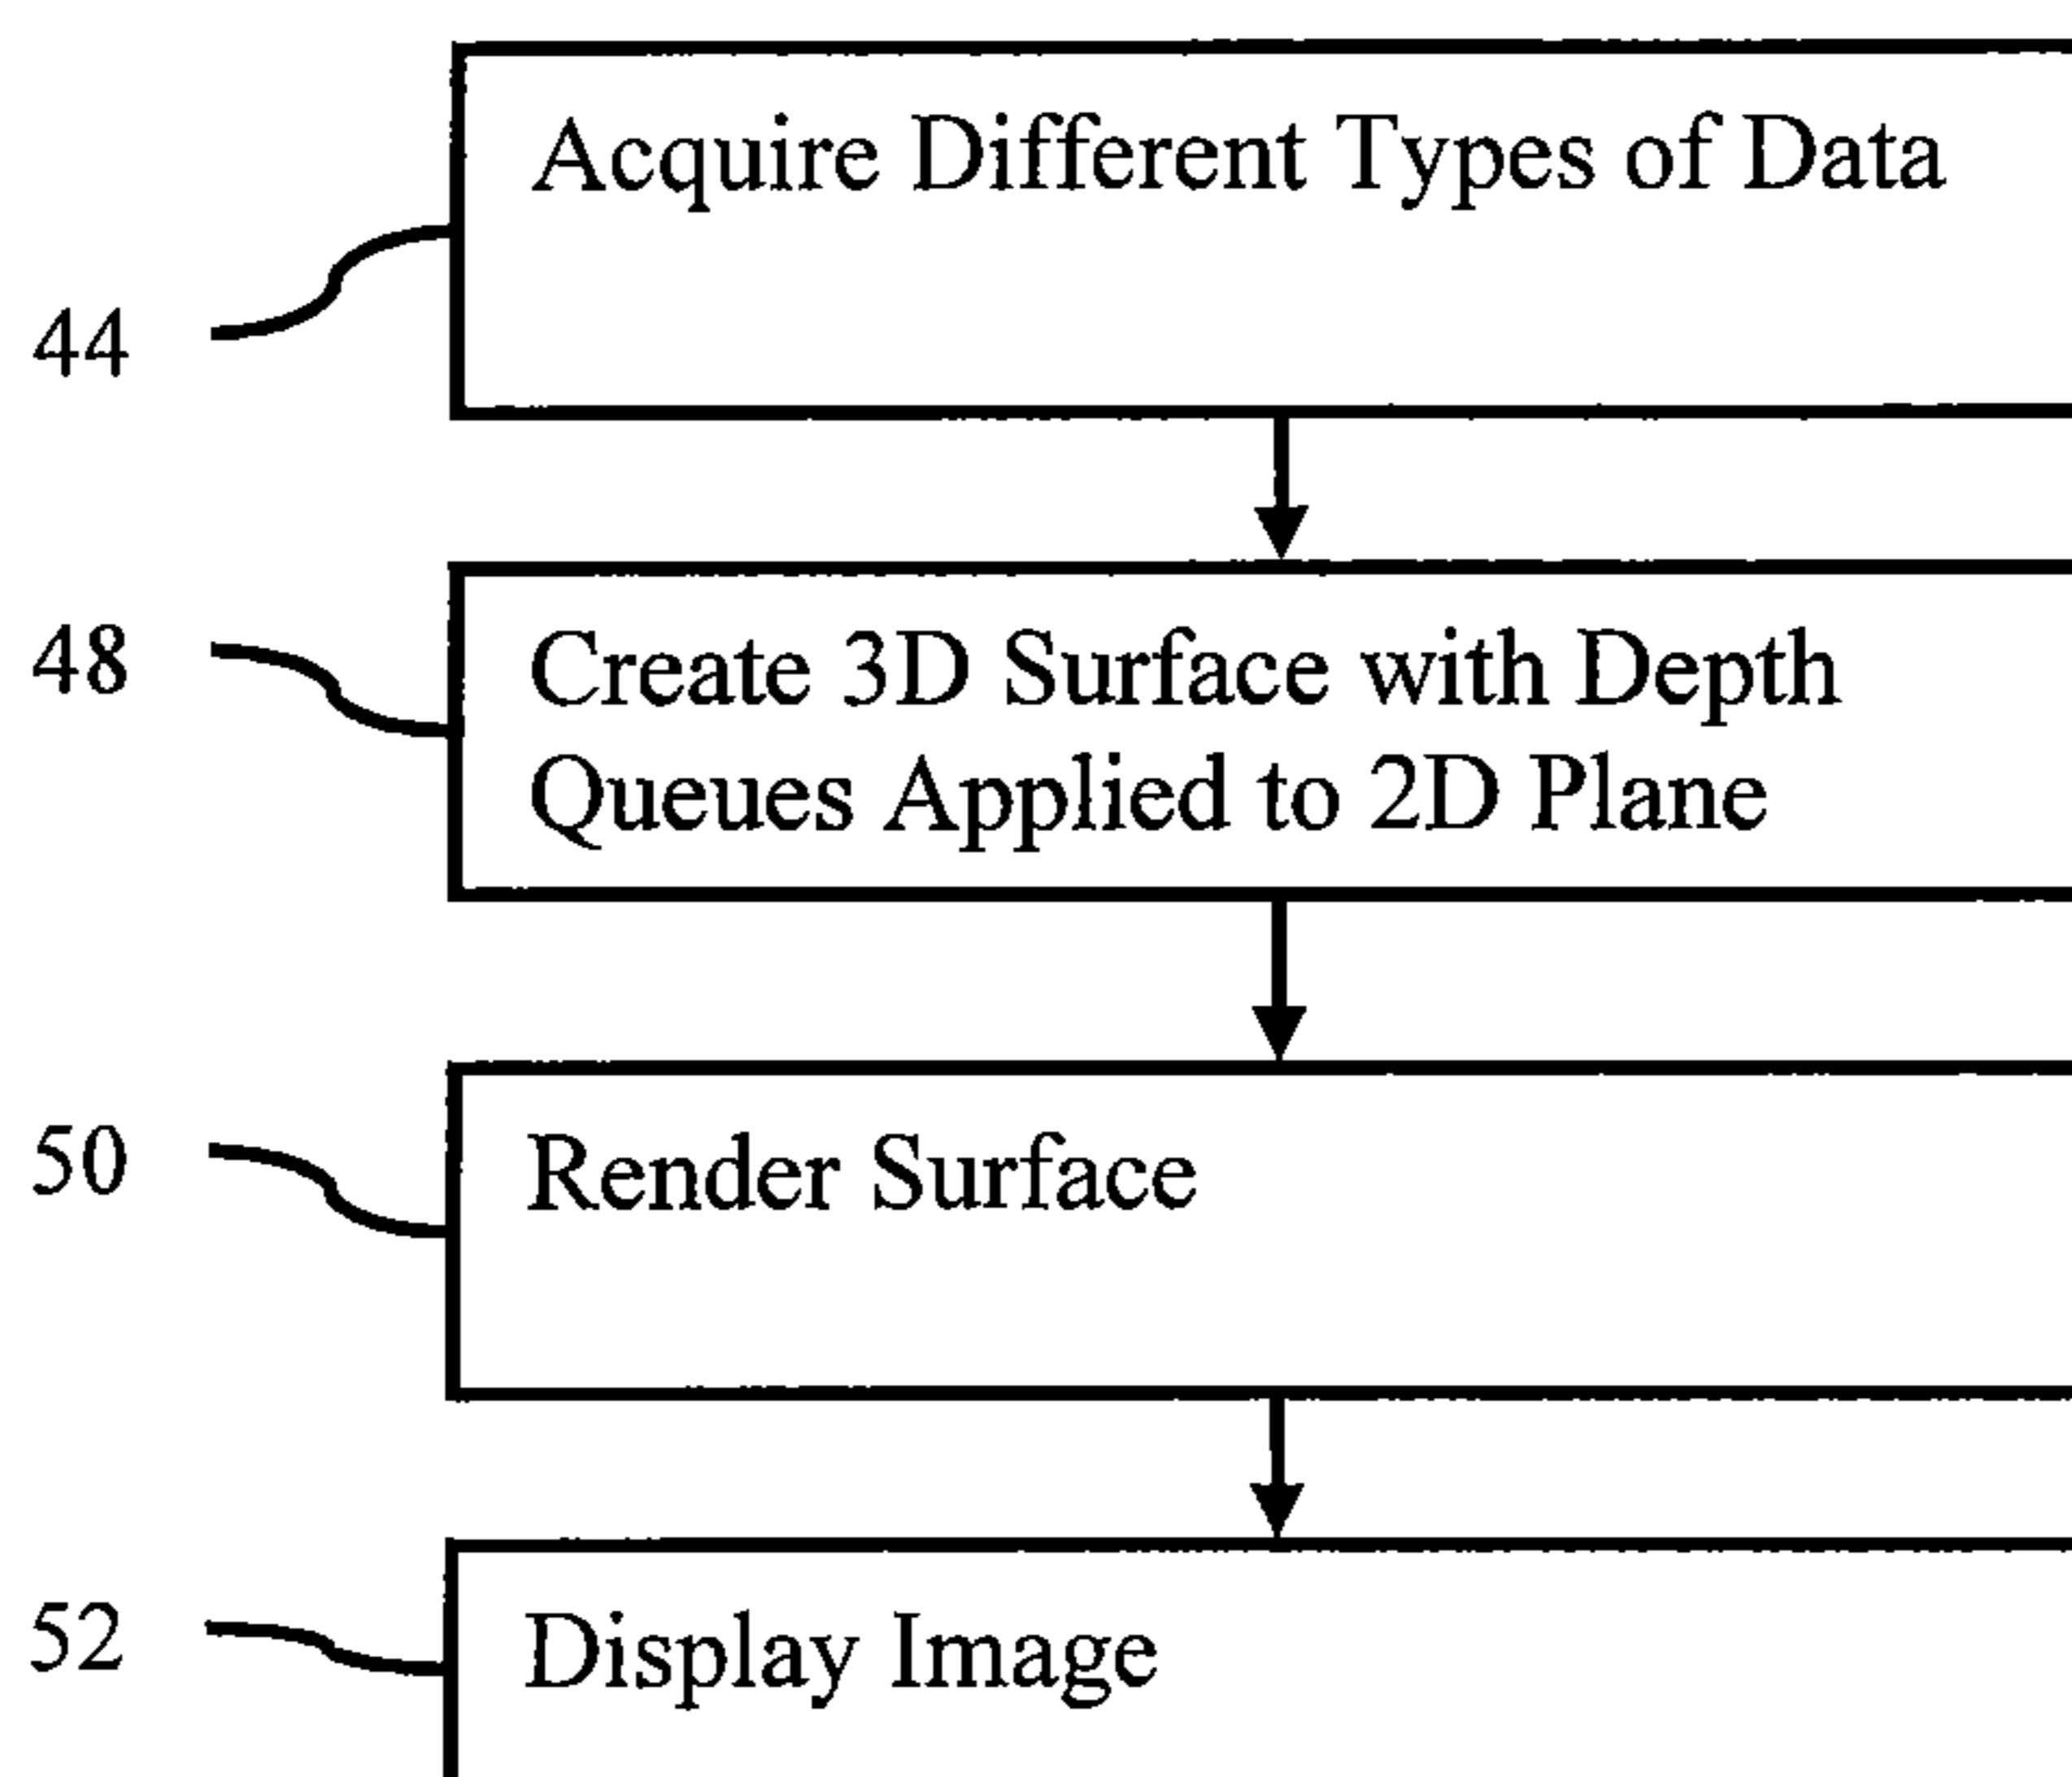 Acquire Different Types of Data
44
48
Create 3D Surface with Depth
Queues Applied to 2D Plane
50
Render Surface
52
Display Image